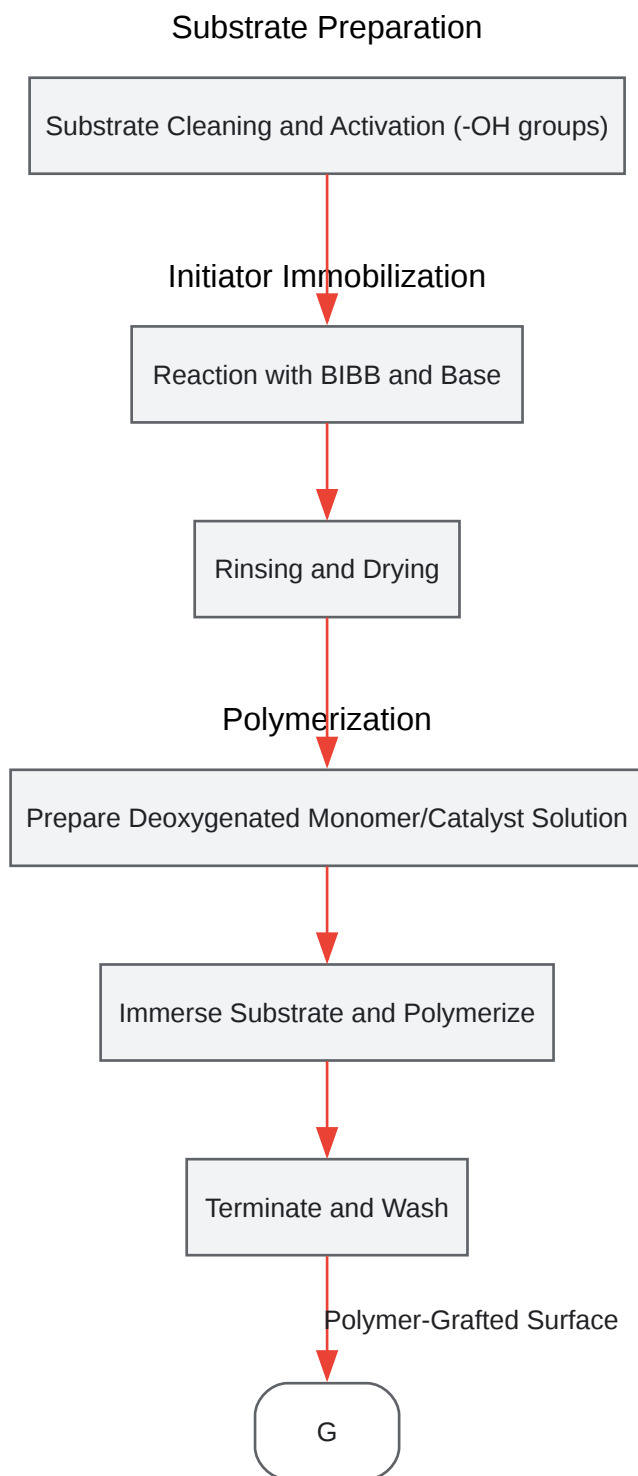 Substrate Preparation
Substrate Cleaning and Activation (-OH groups)
Initiator Immobilization
Reaction with BIBB and Base
Rinsing and Drying
Polymerization
Prepare Deoxygenated Monomer/Catalyst Solution
Immerse Substrate and Polymerize
Terminate and Wash
Polymer-Grafted Surface
G